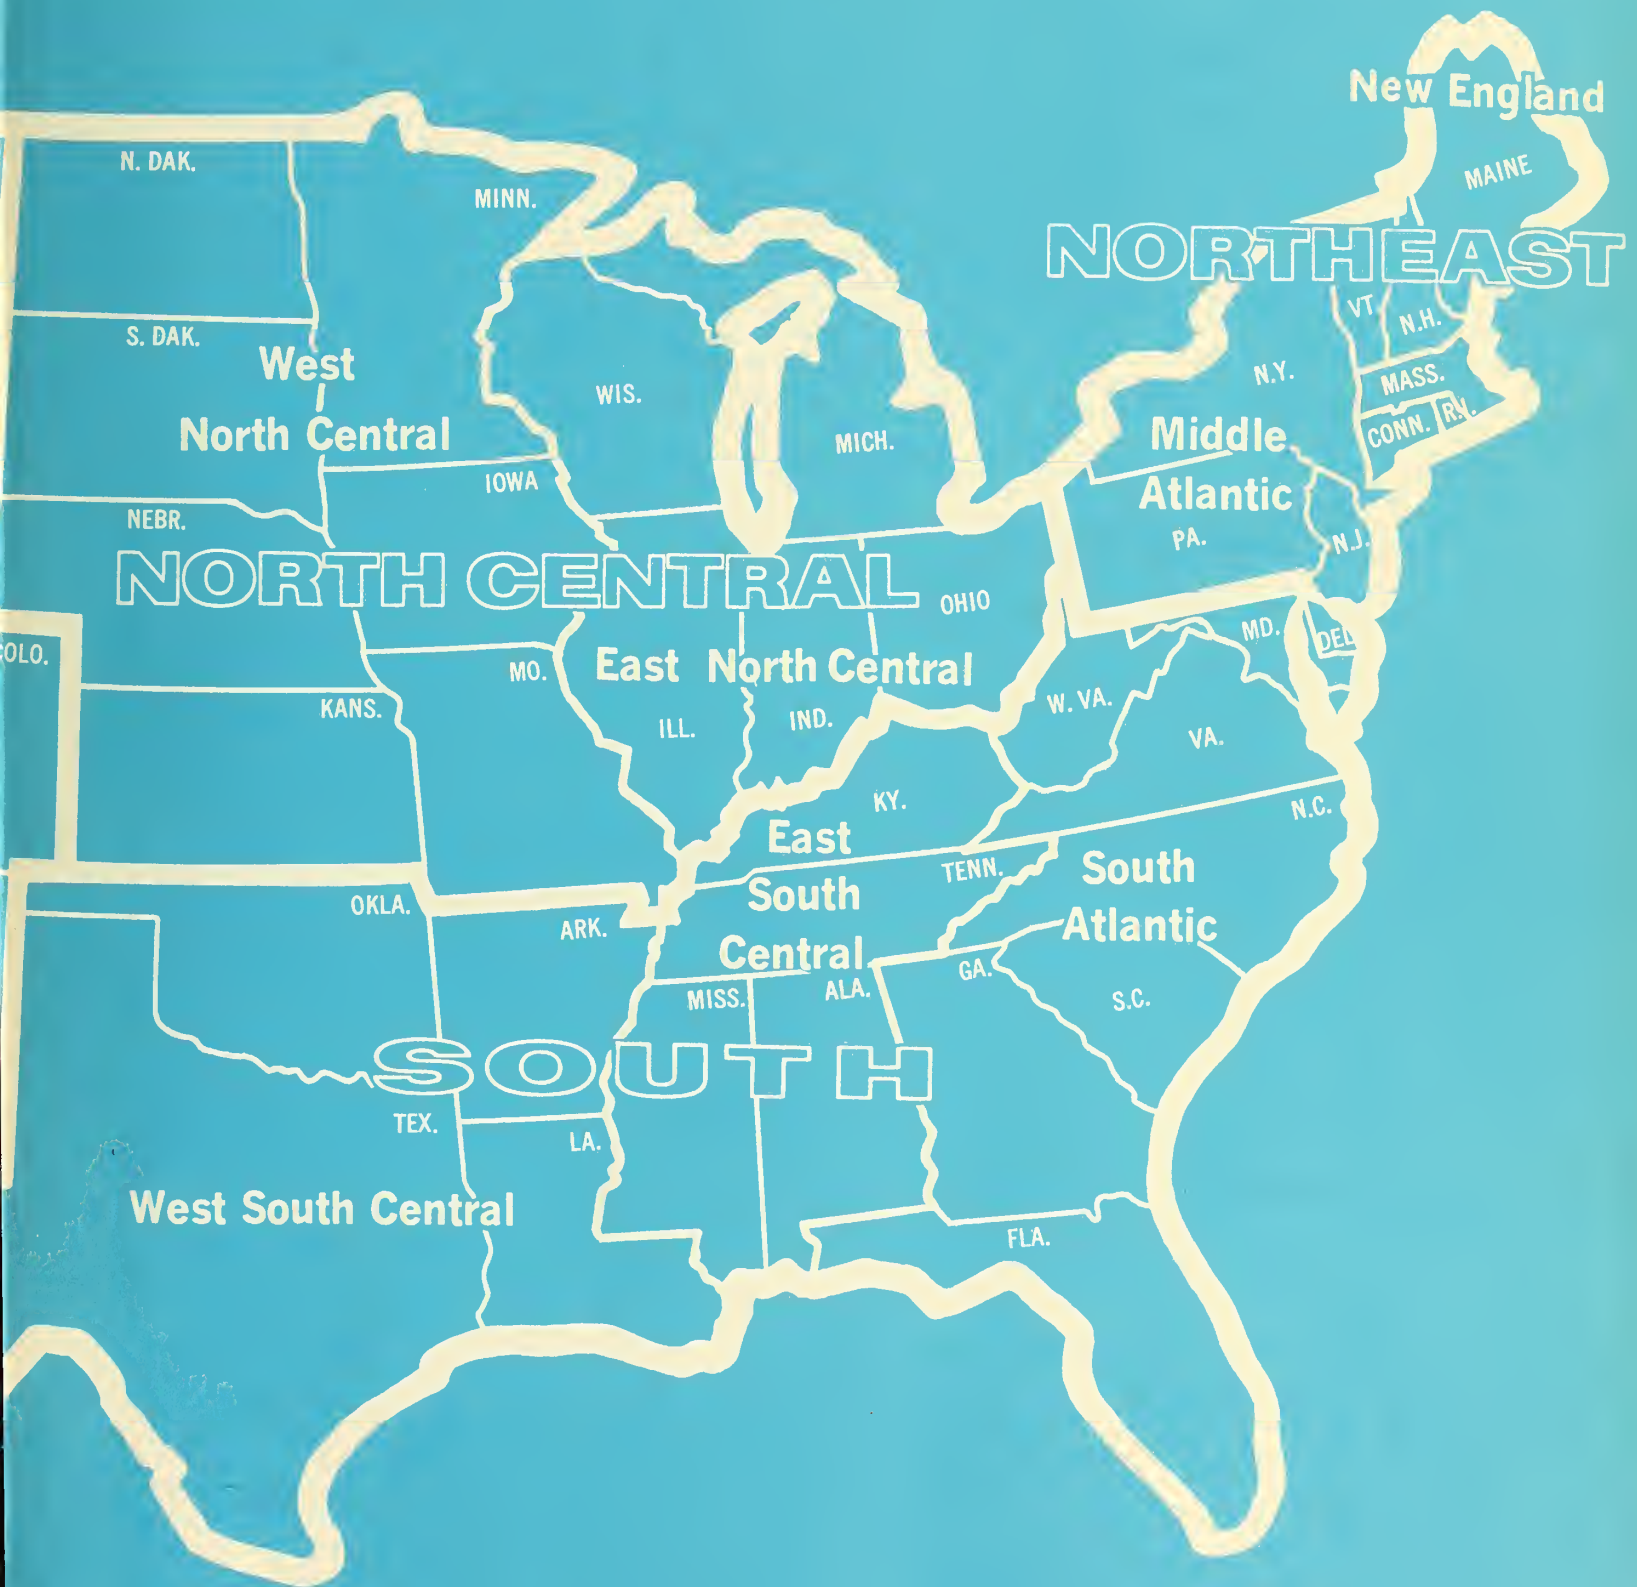 New England
MAINE
N. DAK.
MINN.
NORTHEAST
VT.
N.H.
S. DAK.
West
North Central
WIS.
MICH.
N.Y.
MASS.
CONN.
R.I.
Middle
Atlantic
PA.
N.J.
IOWA
NEBR.
NORTH CENTRAL
OHIO
MD.
DEL
COLO.
MO.
East North Central
KANS.
ILL.
IND.
W. VA.
VA.
KY.
N.C.
East
South
Central
TENN.
South
Atlantic
OKLA.
ARK.
GA.
MISS.
ALA.
S.C.
SOUTH
TEX.
LA.
West South Central
FLA.